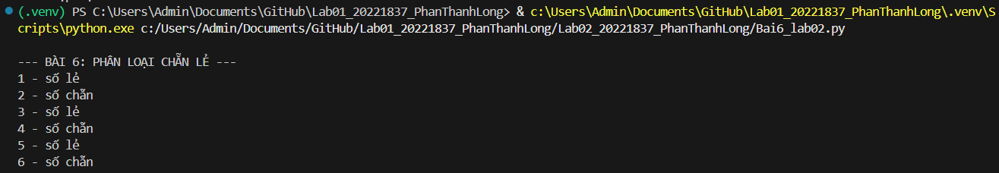 (.venv) PS C:\Users\Admin\Documents\GitHub\Lab01_20221837_PhanThanhLong> & c:\Users\Admin\Documents\GitHub\Lab01_20221837_PhanThanhLong\.venv\S
cripts\python.exe c:/Users/Admin/Documents/GitHub/Lab01_20221837_PhanThanhLong/Lab02_20221837_PhanThanhLong/Bai6_lab02.py
--- BÀI 6: PHÂN LOẠI CHẴN LẺ ---
1 - số lẻ
2 - số chẵn
3 - số lẻ
4 - số chẵn
5 - số lẻ
6 - số chẵn